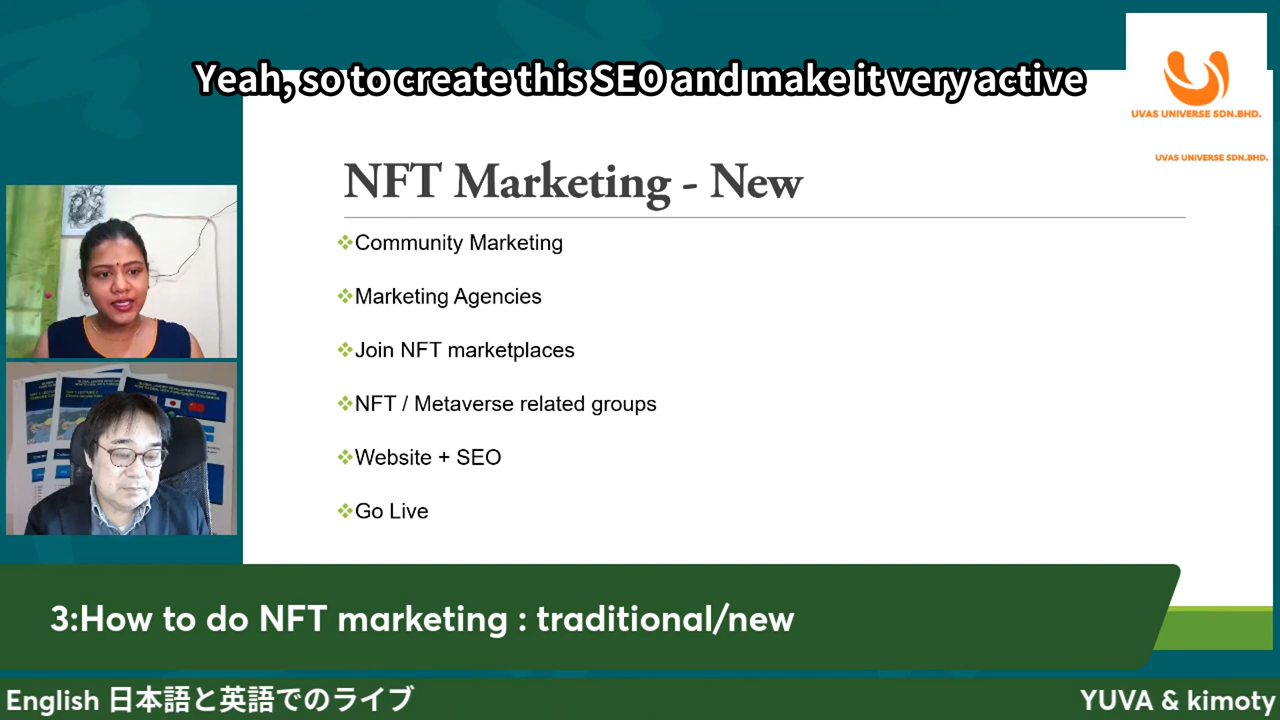 Yeah, so to create this SEO and make it very active
UVAS UNIVERSE SDN.BHD.
UVAS UNIVERSE SDN.BHD.
NFT Marketing - New
❖Community Marketing
❖Marketing Agencies
❖Join NFT marketplaces
❖NFT / Metaverse related groups
❖Website + SEO
❖Go Live
3:How to do NFT marketing : traditional/new
English 日本語と英語でのライブ
YUVA & kimoty